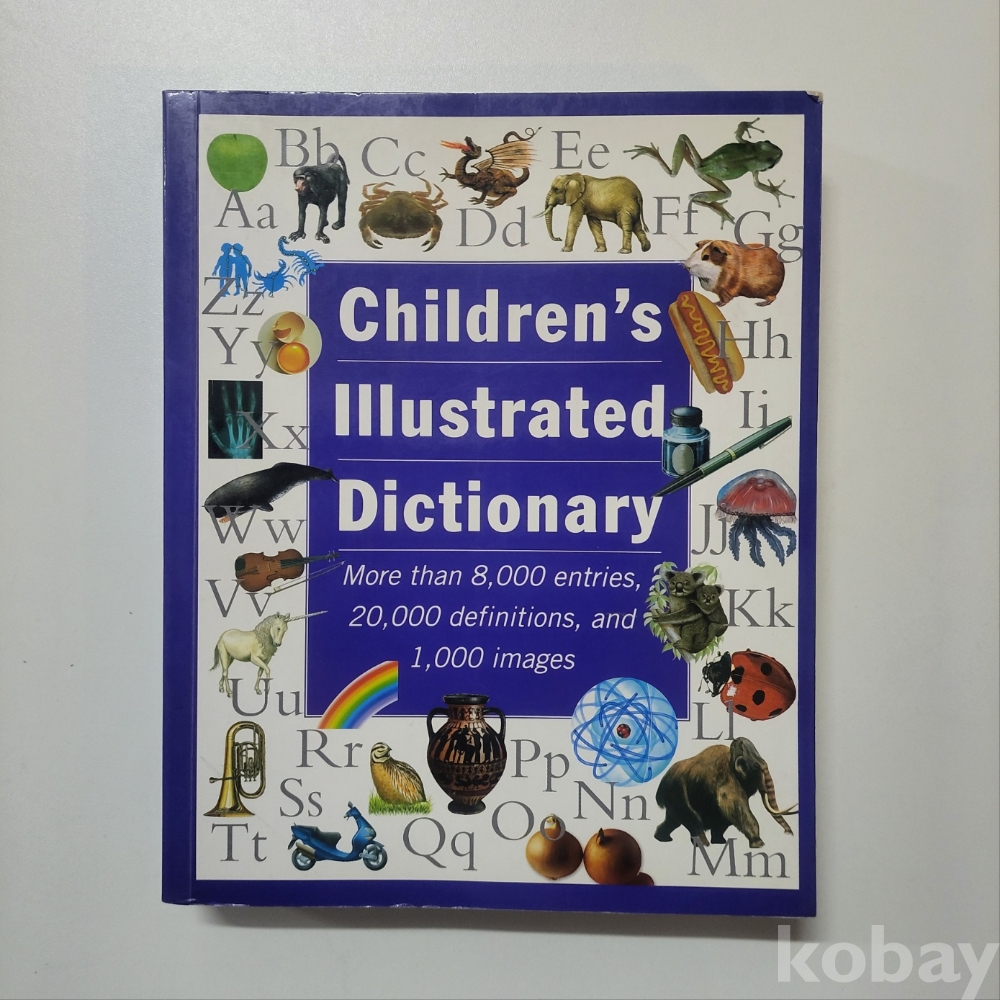 Aa
Bb
Cc
Dd
Ee
Ff
Gg
Hh
Ii
Jj
Kk
Ll
Mm
Nn
Oo
Pp
Qq
Rr
Ss
Tt
Uu
Vv
Ww
Xx
Yy
Zz
Children's
Illustrated
Dictionary
More than 8,000 entries,
20,000 definitions, and
1,000 images
kobay